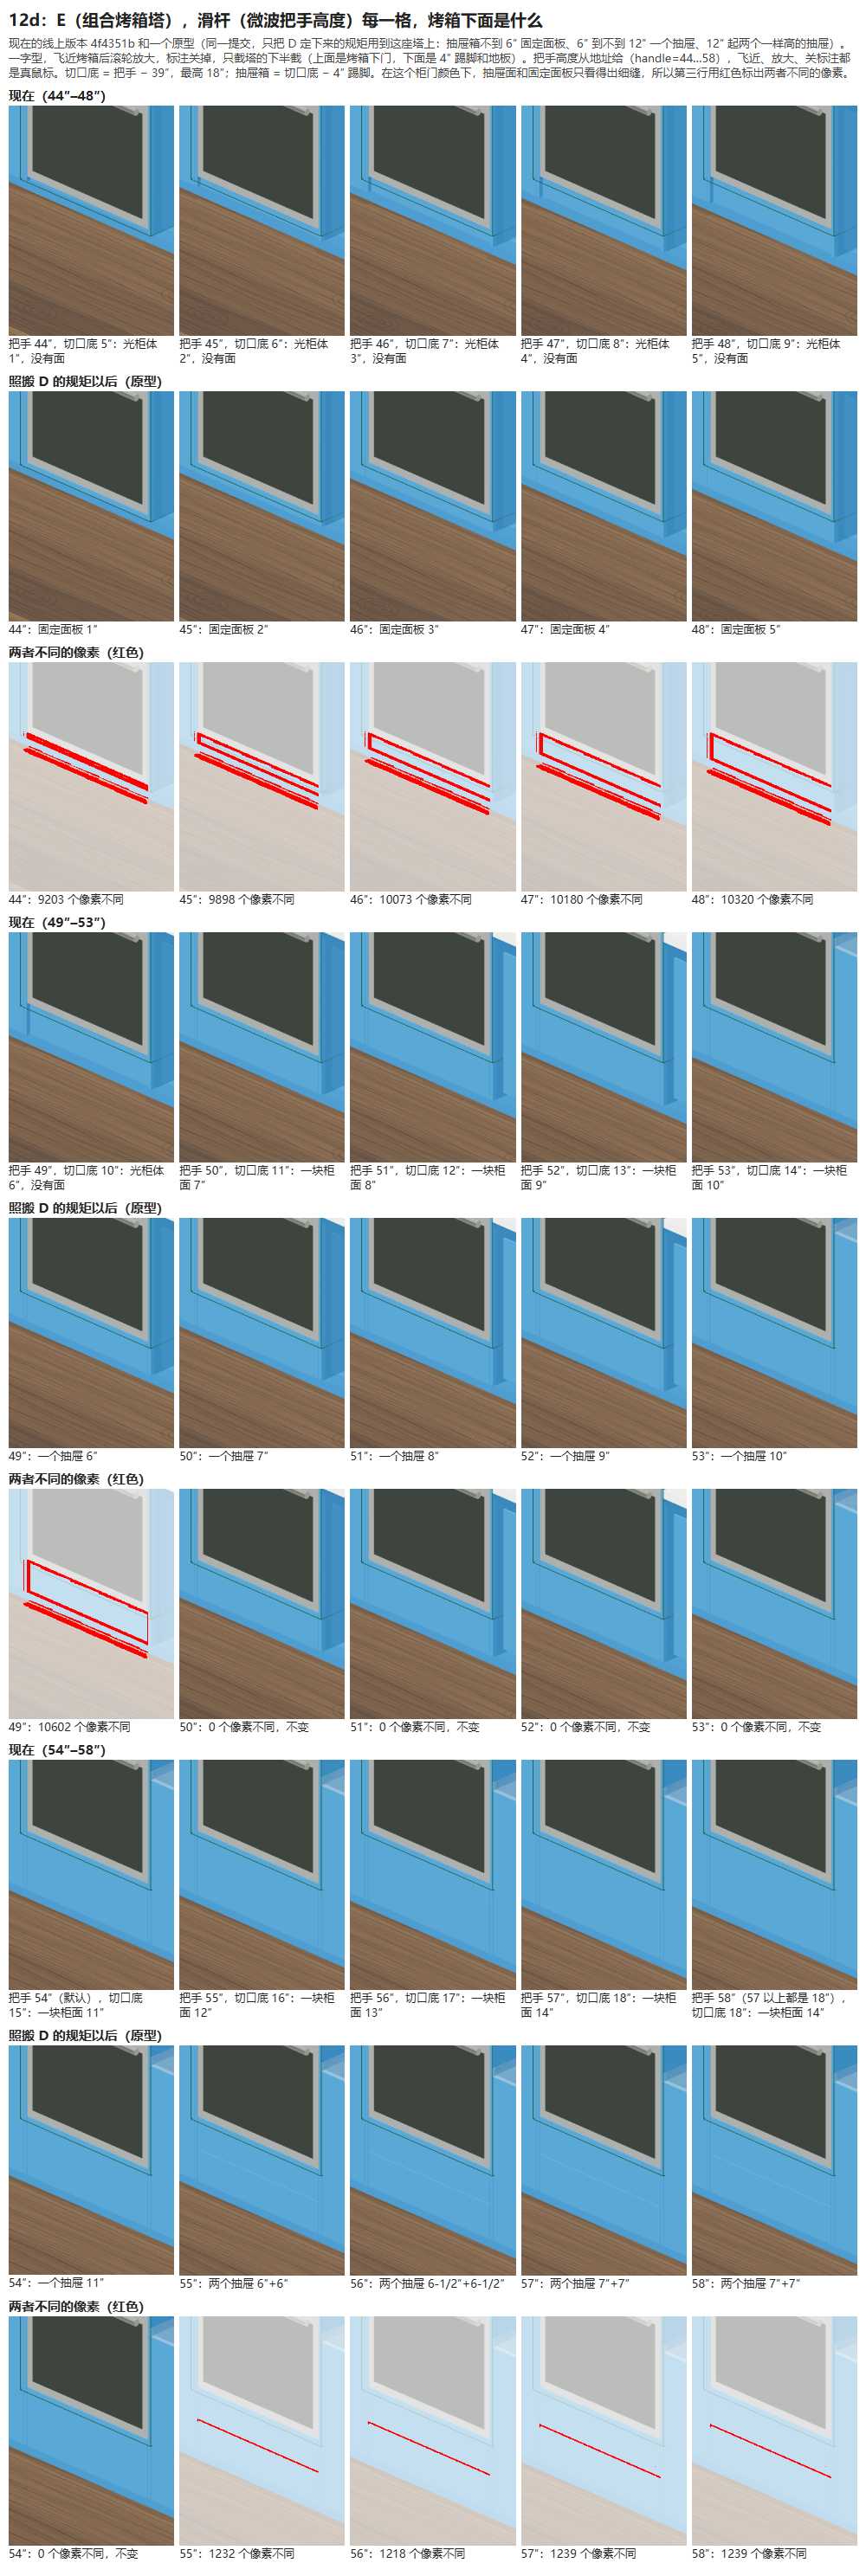 12d：E（组合烤箱塔），滑杆（微波把手高度）每一格，烤箱下面是什么
现在的线上版本 4f4351b 和一个原型（同一提交，只把 D 定下来的规矩用到这座塔上：抽屉箱不到 6″ 固定面板、6″ 到不到 12″ 一个抽屉、12″ 起两个一样高的抽屉）。
一字型，飞近烤箱后滚轮放大，标注关掉，只截塔的下半截（上面是烤箱下门，下面是 4″ 踢脚和地板）。把手高度从地址给（handle=44…58），飞近、放大、关标注都
是真鼠标。切口底 = 把手 − 39″，最高 18″；抽屉箱 = 切口底 − 4″ 踢脚。在这个柜门颜色下，抽屉面和固定面板只看得出细缝，所以第三行用红色标出两者不同的像素。
现在（44″–48″）
把手 44″，切口底 5″：光柜体 1″，没有面
把手 45″，切口底 6″：光柜体 2″，没有面
把手 46″，切口底 7″：光柜体 3″，没有面
把手 47″，切口底 8″：光柜体 4″，没有面
把手 48″，切口底 9″：光柜体 5″，没有面
照搬 D 的规矩以后（原型）
44″：固定面板 1″
45″：固定面板 2″
46″：固定面板 3″
47″：固定面板 4″
48″：固定面板 5″
两者不同的像素（红色）
44″：9203 个像素不同
45″：9898 个像素不同
46″：10073 个像素不同
47″：10180 个像素不同
48″：10320 个像素不同
现在（49″–53″）
把手 49″，切口底 10″：光柜体 6″，没有面
把手 50″，切口底 11″：一块柜面 7″
把手 51″，切口底 12″：一块柜面 8″
把手 52″，切口底 13″：一块柜面 9″
把手 53″，切口底 14″：一块柜面 10″
照搬 D 的规矩以后（原型）
49″：一个抽屉 6″
50″：一个抽屉 7″
51″：一个抽屉 8″
52″：一个抽屉 9″
53″：一个抽屉 10″
两者不同的像素（红色）
49″：10602 个像素不同
50″：0 个像素不同，不变
51″：0 个像素不同，不变
52″：0 个像素不同，不变
53″：0 个像素不同，不变
现在（54″–58″）
把手 54″（默认），切口底 15″：一块柜面 11″
把手 55″，切口底 16″：一块柜面 12″
把手 56″，切口底 17″：一块柜面 13″
把手 57″，切口底 18″：一块柜面 14″
把手 58″（57 以上都是 18″），切口底 18″：一块柜面 14″
照搬 D 的规矩以后（原型）
54″：一个抽屉 11″
55″：两个抽屉 6″+6″
56″：两个抽屉 6-1/2″+6-1/2″
57″：两个抽屉 7″+7″
58″：两个抽屉 7″+7″
两者不同的像素（红色）
54″：0 个像素不同，不变
55″：1232 个像素不同
56″：1218 个像素不同
57″：1239 个像素不同
58″：1239 个像素不同